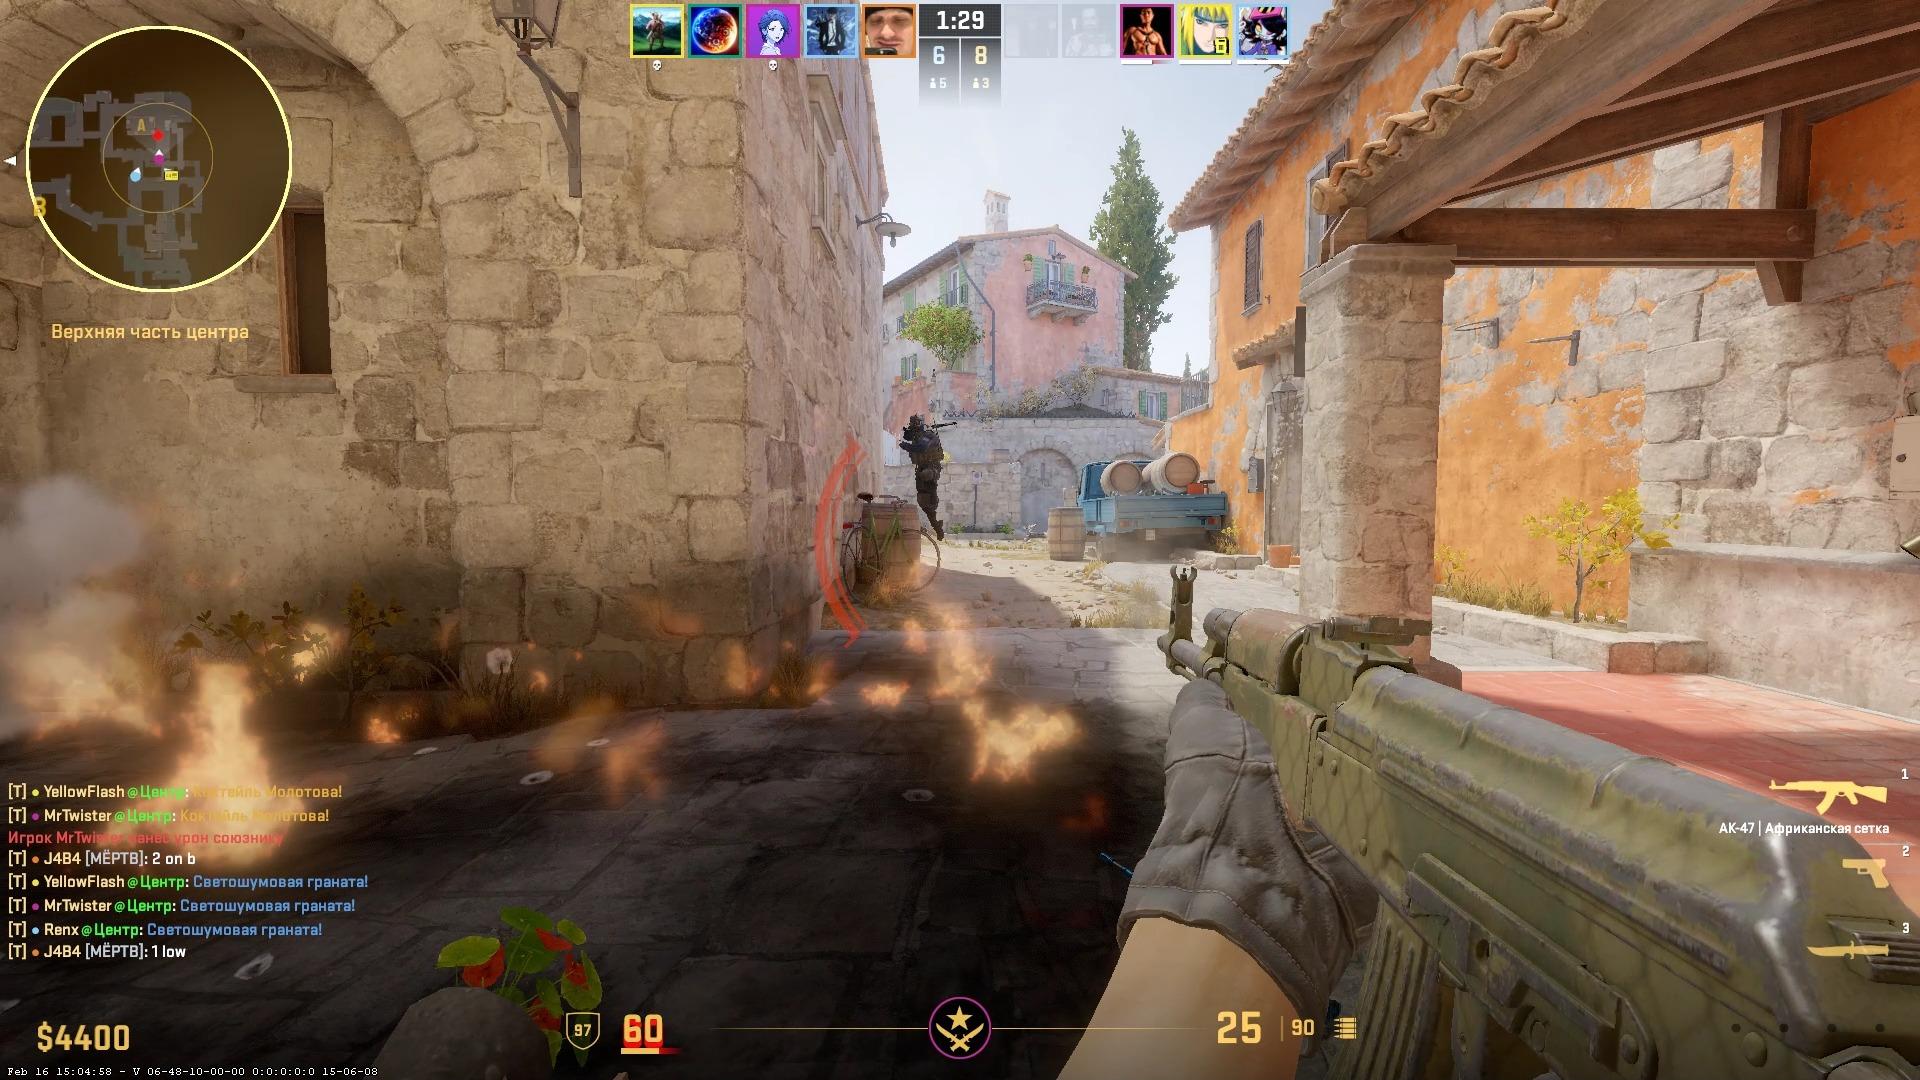 1:29
6 8
5 3
A
B
Верхняя часть центра
[T] ● YellowFlash @Центр: Коктейль Молотова!
[T] ● MrTwister @Центр: Коктейль Молотова!
Игрок MrTwister нанёс урон союзнику
[T] ● J4B4 [МЁРТВ]: 2 on b
[T] ● YellowFlash @Центр: Светошумовая граната!
[T] ● MrTwister @Центр: Светошумовая граната!
[T] ● Renx @Центр: Светошумовая граната!
[T] ● J4B4 [МЁРТВ]: 1 low
1
АК-47 | Африканская сетка
2
3
$4400
97 60
25 | 90
Feb 16 15:04:58 - V 06-48-10-00-00 0:0:0:0:0 15-06-08